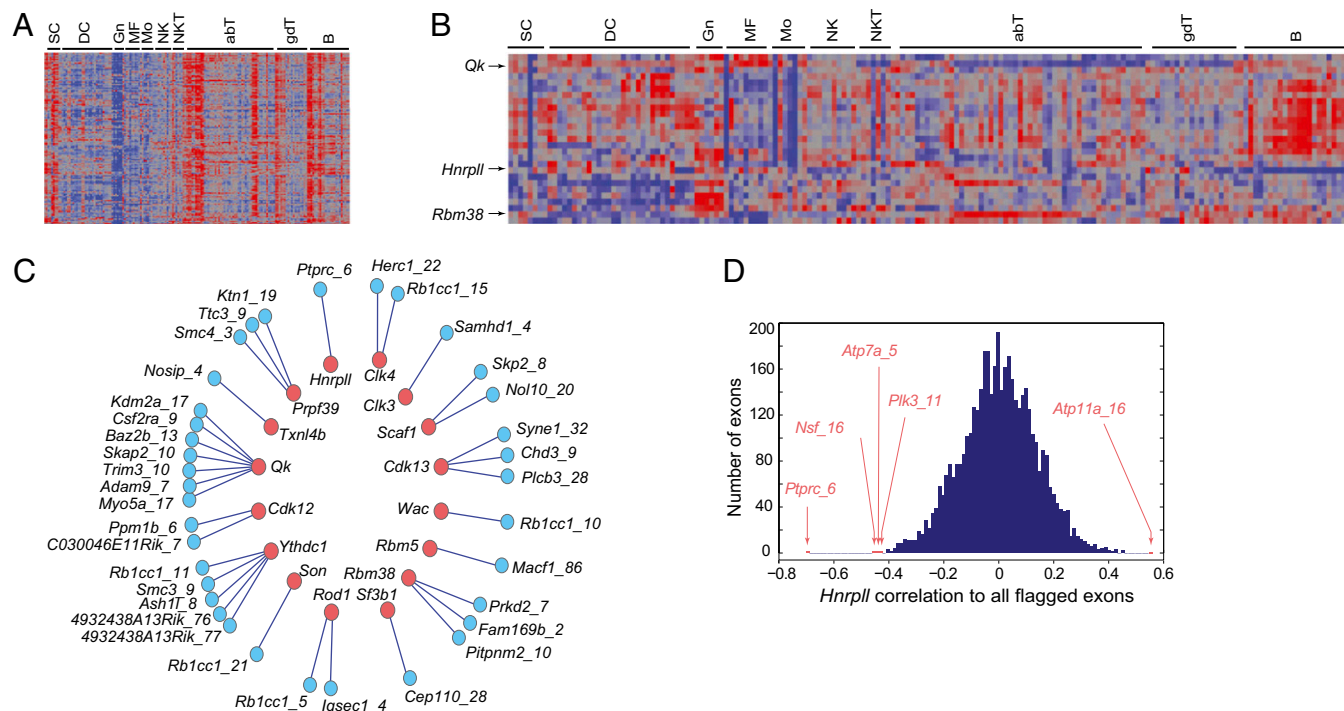 A
SC DC Gn MF Mo NK NKT abT gdT B
B
SC DC Gn MF Mo NK NKT abT gdT B
Qk
Hnrpll
Rbm38
C
Ptprc_6
Herc1_22
Rb1cc1_15
Ktn1_19
Ttc3_9
Smc4_3
Samhd1_4
Nosip_4
Hnrpll
Clk4
Skp2_8
Prpf39
Clk3
Nol10_20
Kdm2a_17
Csf2ra_9
Baz2b_13
Skap2_10
Trim3_10
Adam9_7
Myo5a_17
Txnl4b
Scaf1
Syne1_32
Chd3_9
Plcb3_28
Qk
Cdk13
Ppm1b_6
C030046E11Rik_7
Cdk12
Wac
Rb1cc1_10
Ythdc1
Rbm5
Macf1_86
Rb1cc1_11
Smc3_9
Ash1l_8
4932438A13Rik_76
4932438A13Rik_77
Son
Rod1
Rbm38
Sf3b1
Prkd2_7
Fam169b_2
Pitpnm2_10
Rb1cc1_21
Rb1cc1_5
Iqsec1_4
Cep110_28
D
200
160
120
80
40
0
Number of exons
Atp7a_5
Plk3_11
Nsf_16
Atp11a_16
Ptprc_6
−0.8 −0.6 −0.4 −0.2 0 0.2 0.4 0.6
Hnrpll correlation to all flagged exons